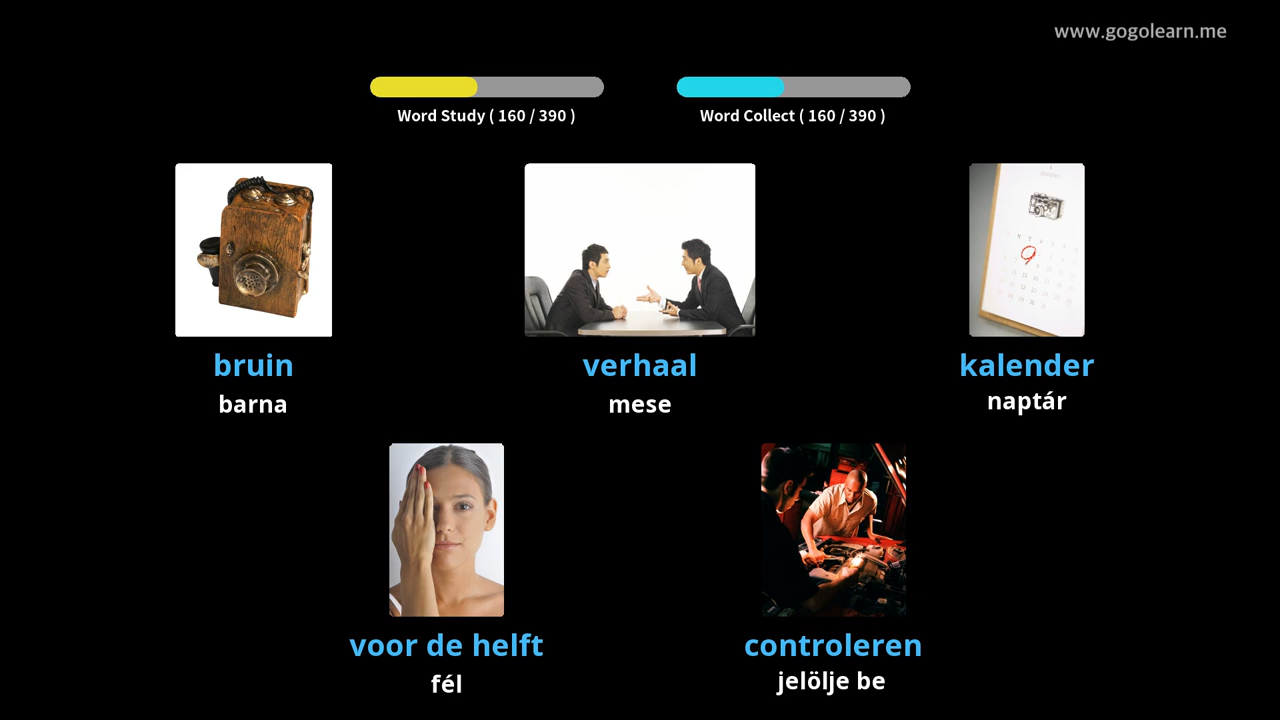 www.gogolearn.me
Word Study ( 160 / 390 )
Word Collect ( 160 / 390 )
bruin
barna
verhaal
mese
kalender
naptár
voor de helft
fél
controleren
jelölje be